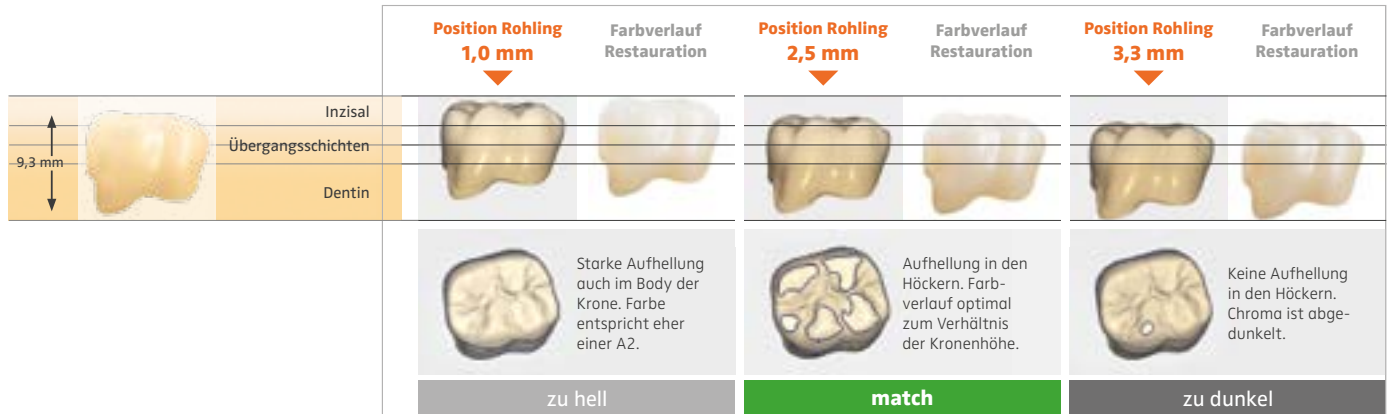 Position Rohling
1,0 mm
Farbverlauf
Restauration
Position Rohling
2,5 mm
Farbverlauf
Restauration
Position Rohling
3,3 mm
Farbverlauf
Restauration
9,3 mm
Inzisal
Übergangsschichten
Dentin
Starke Aufhellung
auch im Body der
Krone. Farbe
entspricht eher
einer A2.
Aufhellung in den
Höckern. Farb-
verlauf optimal
zum Verhältnis
der Kronenhöhe.
Keine Aufhellung
in den Höckern.
Chroma ist abge-
dunkelt.
zu hell
match
zu dunkel